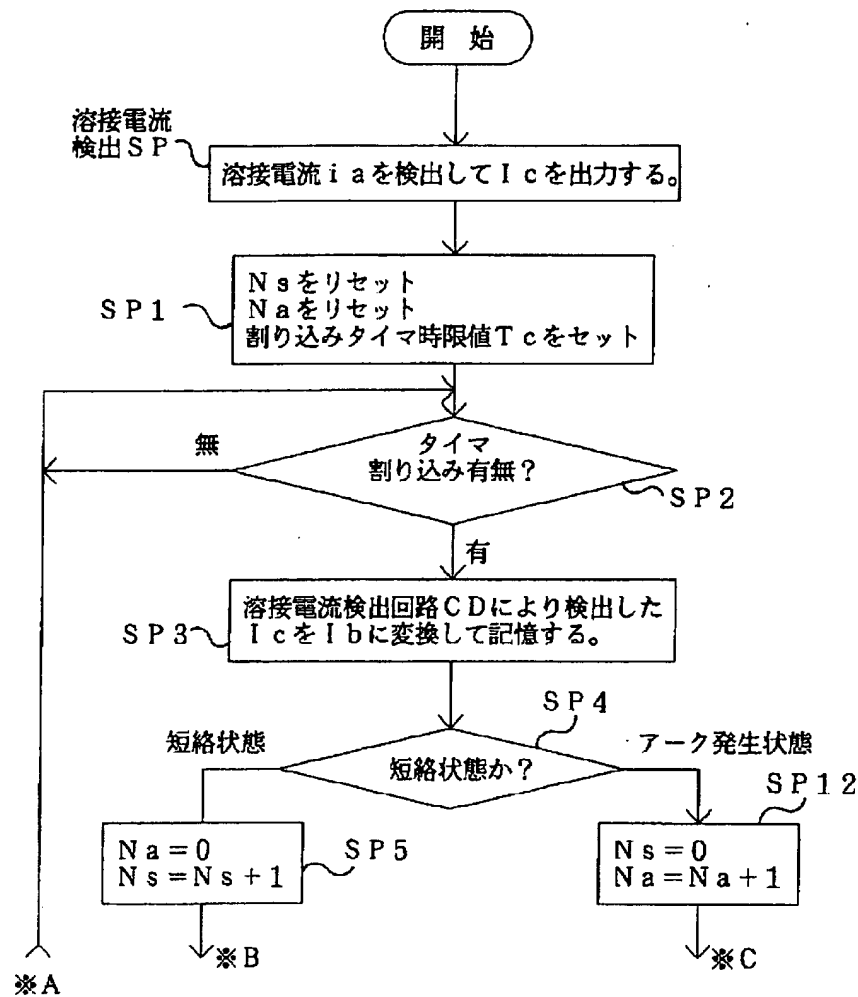 開 始
溶接電流
検出SP
溶接電流iaを検出してIcを出力する。
SP1
Nsをリセット
Naをリセット
割り込みタイマ時限値Tcをセット
無
タイマ
割り込み有無?
SP2
有
SP3
溶接電流検出回路CDにより検出した
IcをIbに変換して記憶する。
SP4
短絡状態
短絡状態か?
アーク発生状態
SP12
Na=0
Ns=Ns+1
SP5
Ns=0
Na=Na+1
※A
※B
※C